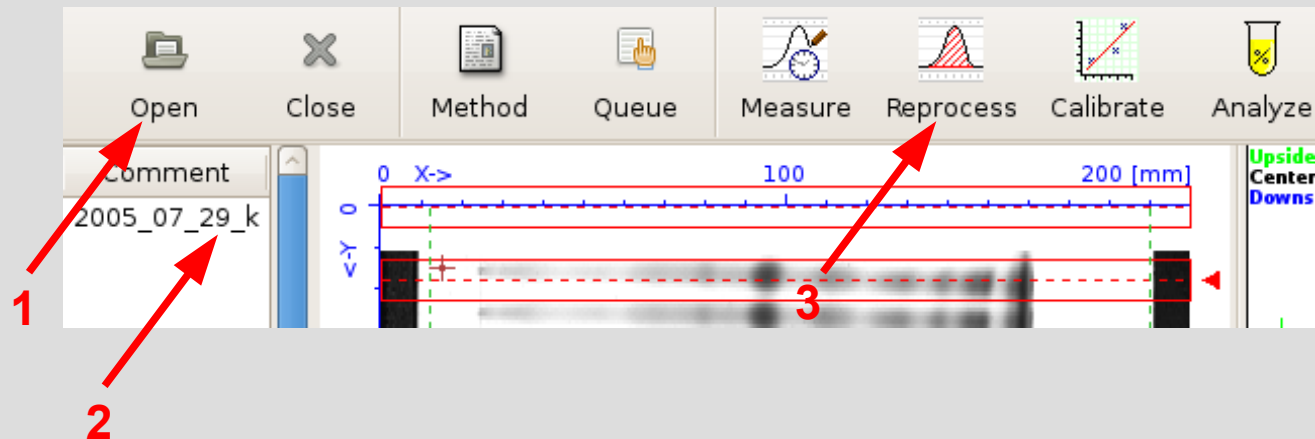 Open Close Method Queue Measure Reprocess Calibrate Analyze
Comment
0 X-> 100 200 [mm]
2005_07_29_k
0
<-Y
Upside
Center
Downs
1
3
2